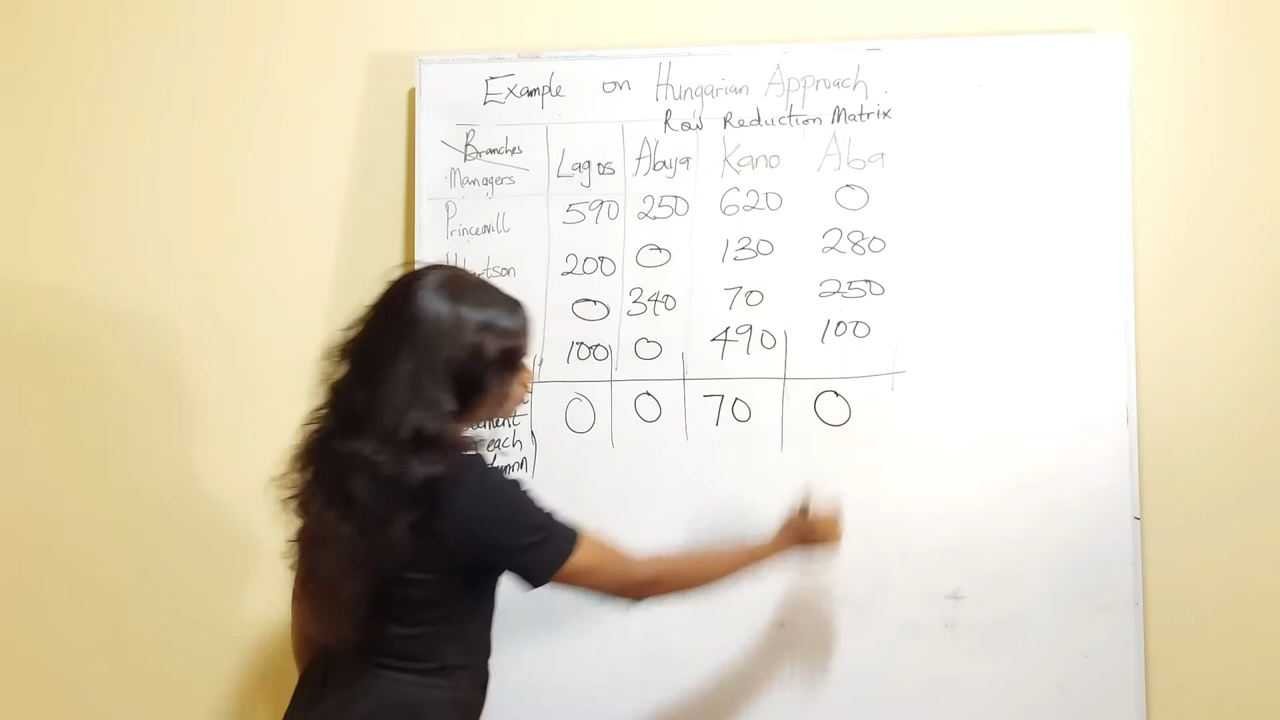 Example on Hungarian Approach.
Row Reduction Matrix
Branches
Managers Lagos Abuja Kano Aba
590 250 620 0
200 0 130 280
0 340 70 250
100 0 490 100
0 0 70 0
each